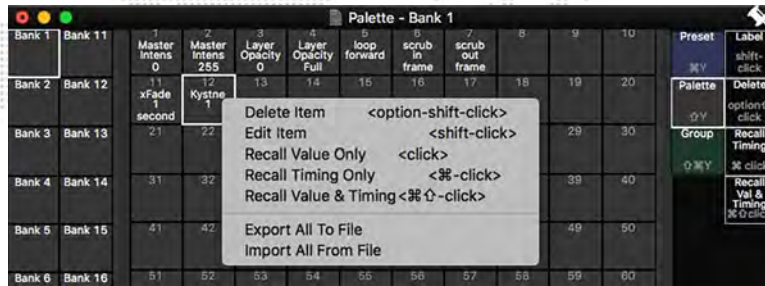 Palette - Bank 1
Bank 1 Bank 11
1 Master Intens 0
2 Master Intens 255
3 Layer Opacity 0
4 Layer Opacity Full
5 loop forward
6 scrub in frame
7 scrub out frame
8
9
10
Preset ⌘Y
Label shift-click
Bank 2 Bank 12
11 xFade 1 second
12 Kystne 1
13
14
15
16
17
18
19
20
Palette ⇧Y
Delete
click
Delete Item <option-shift-click>
Edit Item <shift-click>
Recall Value Only <click>
Recall Timing Only <⌘-click>
Recall Value & Timing <⌘⇧-click>
Export All To File
Import All From File
Bank 3 Bank 13
21
22
29
30
Group ⇧⌘Y
Recall Timing ⌘ click
Bank 4 Bank 14
31
32
39
40
Recall Val & Timing
Bank 5 Bank 15
41
42
49
50
Bank 6 Bank 16
51
52
53
54
55
56
57
58
59
60